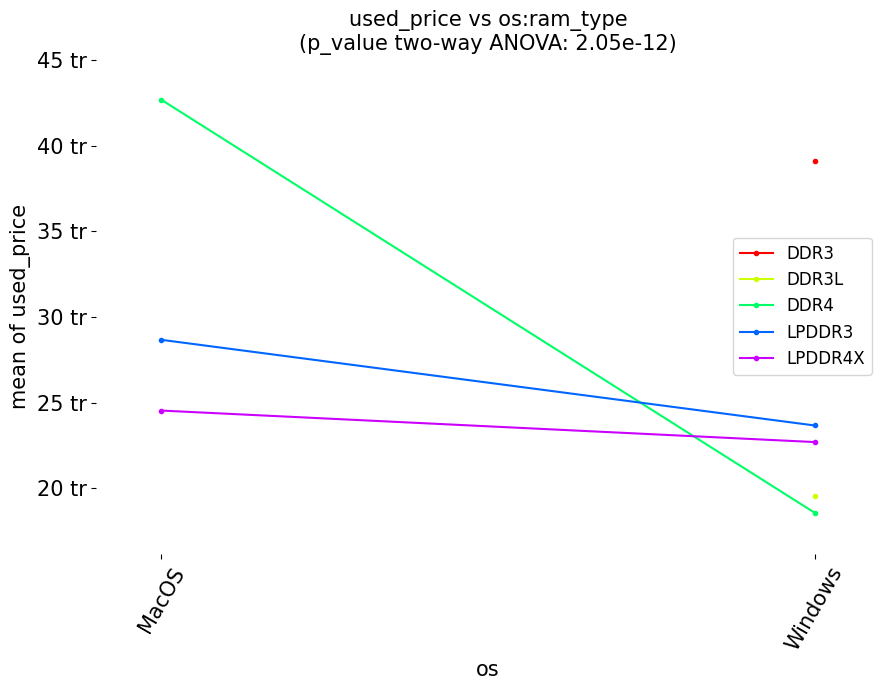 used_price vs os:ram_type
(p_value two-way ANOVA: 2.05e-12)
45 tr
40 tr
35 tr
30 tr
25 tr
20 tr
mean of used_price
DDR3
DDR3L
DDR4
LPDDR3
LPDDR4X
MacOS
Windows
os